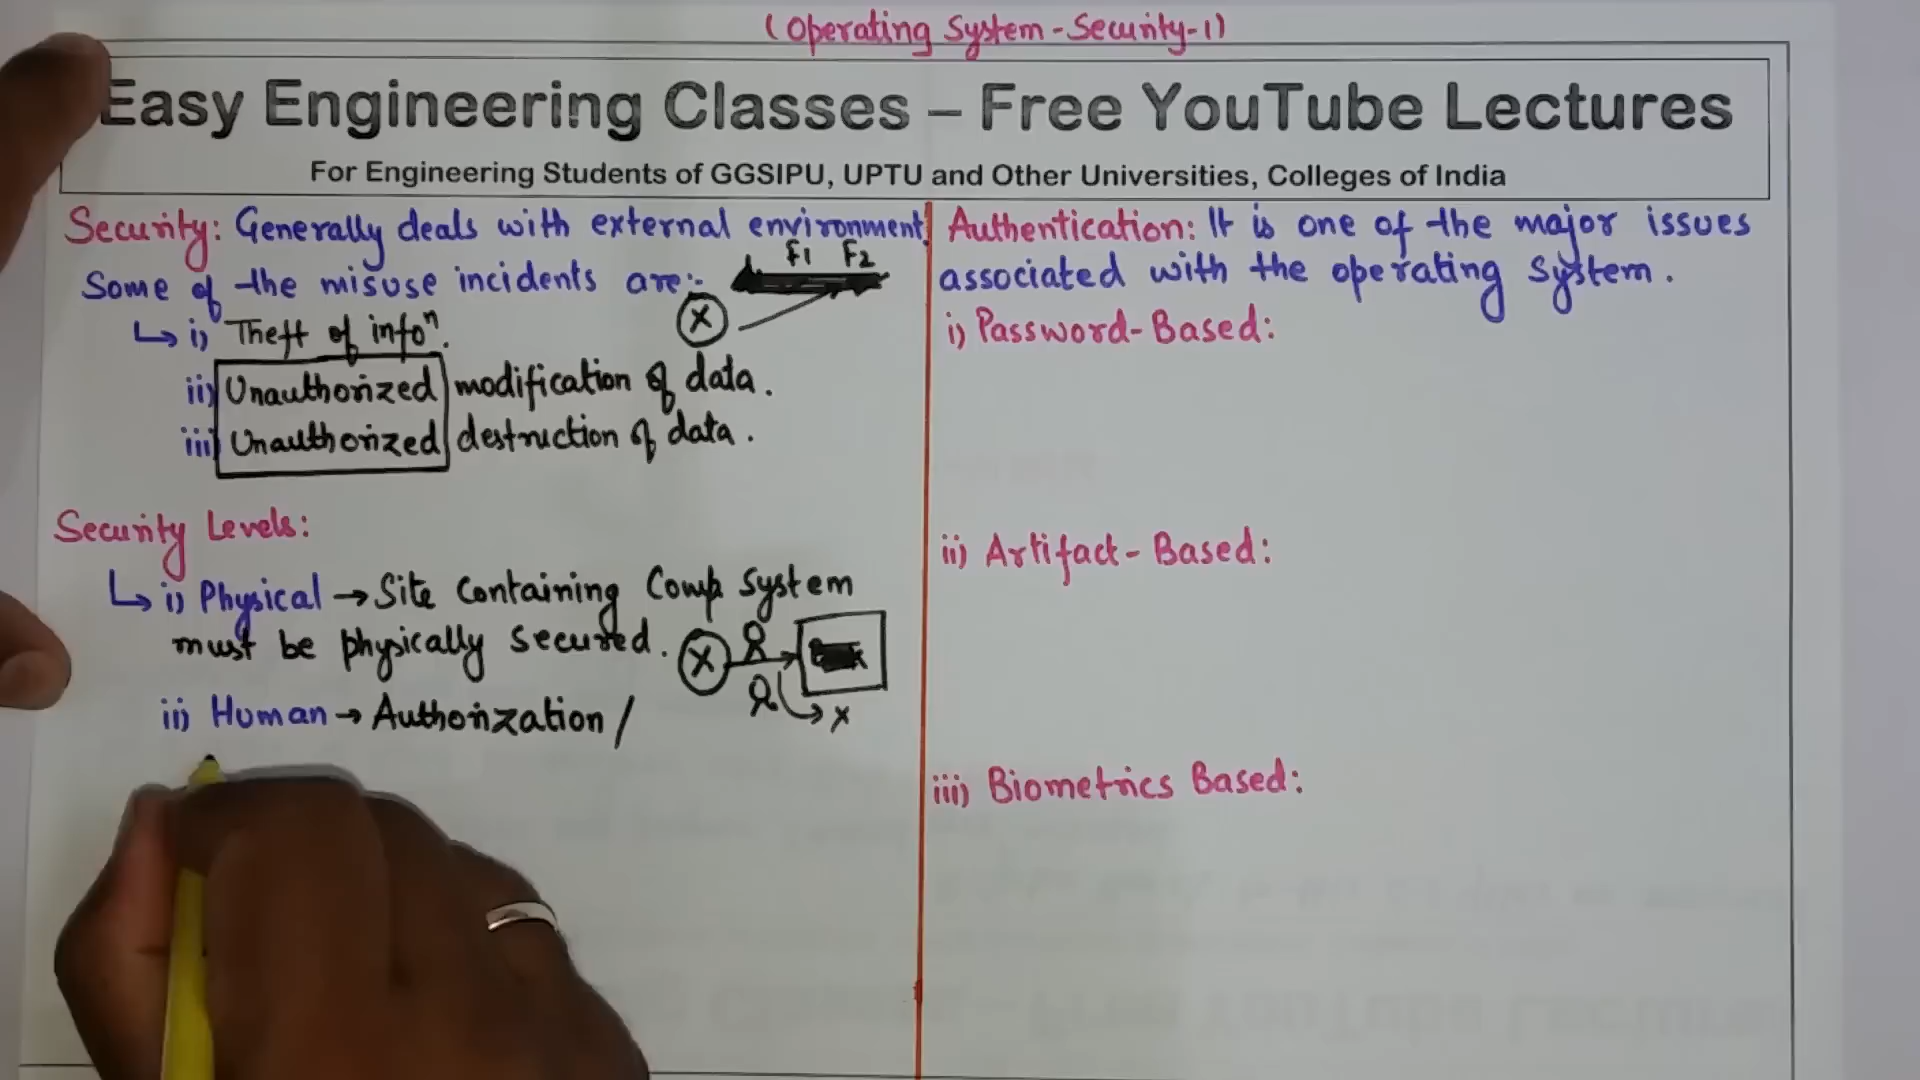 (Operating System-Security-1)
Easy Engineering Classes – Free YouTube Lectures
For Engineering Students of GGSIPU, UPTU and Other Universities, Colleges of India
Security: Generally deals with external environment.
Some of the misuse incidents are:-
F1 F2
X
↳ i) Theft of infoⁿ.
ii) Unauthorized modification of data.
iii) Unauthorized destruction of data.
Security Levels:
↳ i) Physical → Site Containing Comp System
must be physically secured.
X
x
ii) Human → Authorization /
Authentication: It is one of the major issues
associated with the operating system.
i) Password-Based:
ii) Artifact-Based:
iii) Biometrics Based: